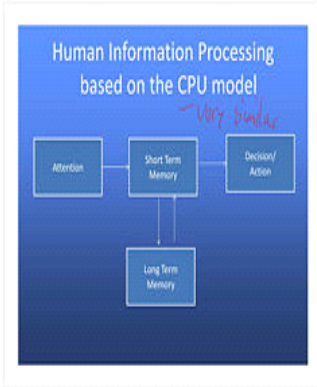 Human Information Processing
based on the CPU model
– very similar
Attention
Short Term
Memory
Decision/
Action
Long Term
Memory